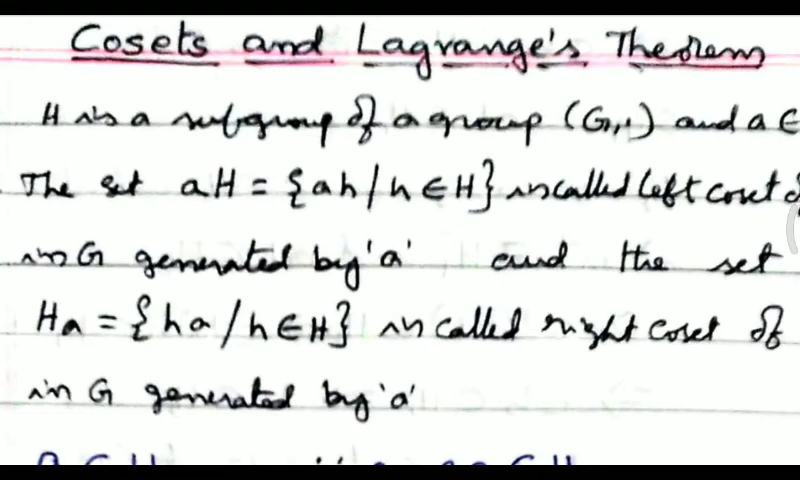 Cosets and Lagrange's Theorem
H is a subgroup of a group (G,.) and a ∈
The set aH = {ah/h ∈ H} is called left coset of
in G generated by 'a' and the set
Ha = {ha/h ∈ H} is called right coset of
in G generated by 'a'